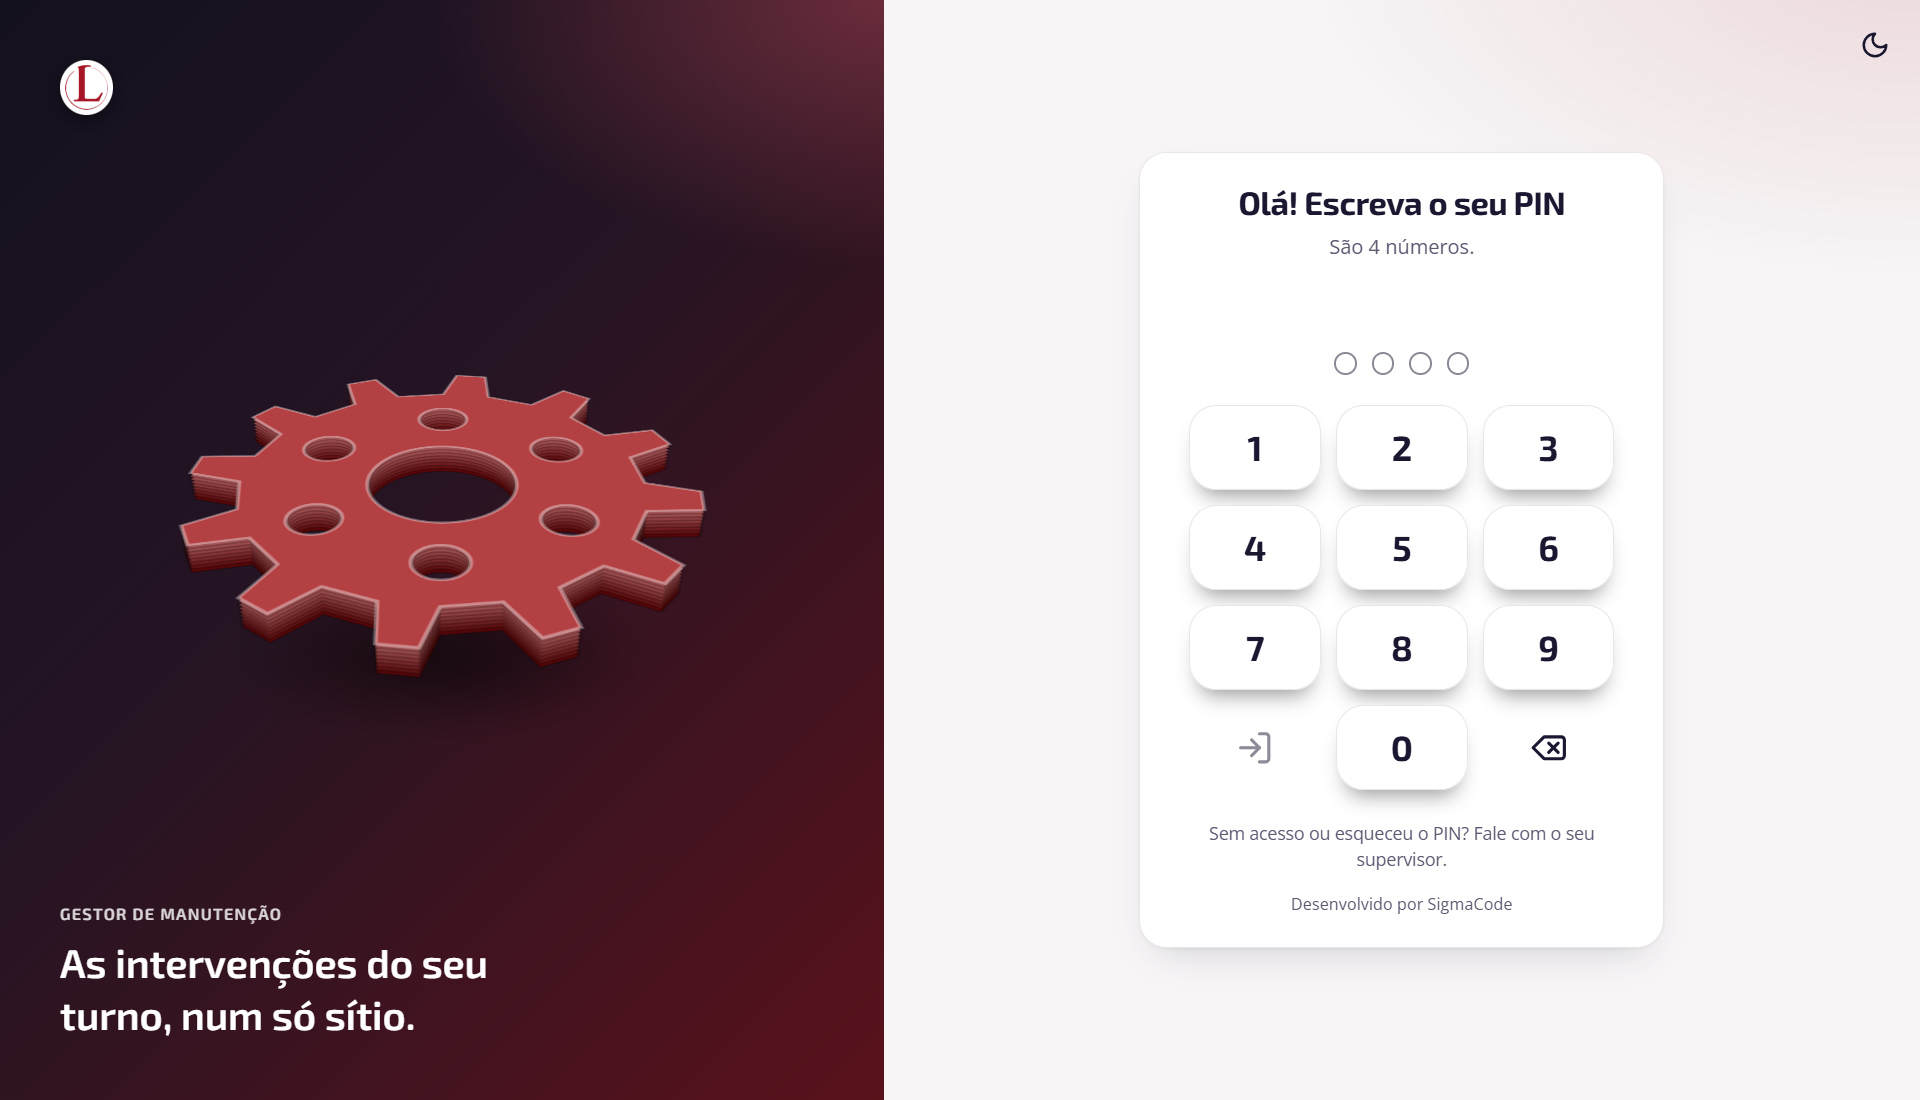 L
GESTOR DE MANUTENÇÃO
As intervenções do seu
turno, num só sítio.
Olá! Escreva o seu PIN
São 4 números.
1 2 3
4 5 6
7 8 9
0
Sem acesso ou esqueceu o PIN? Fale com o seu
supervisor.
Desenvolvido por SigmaCode